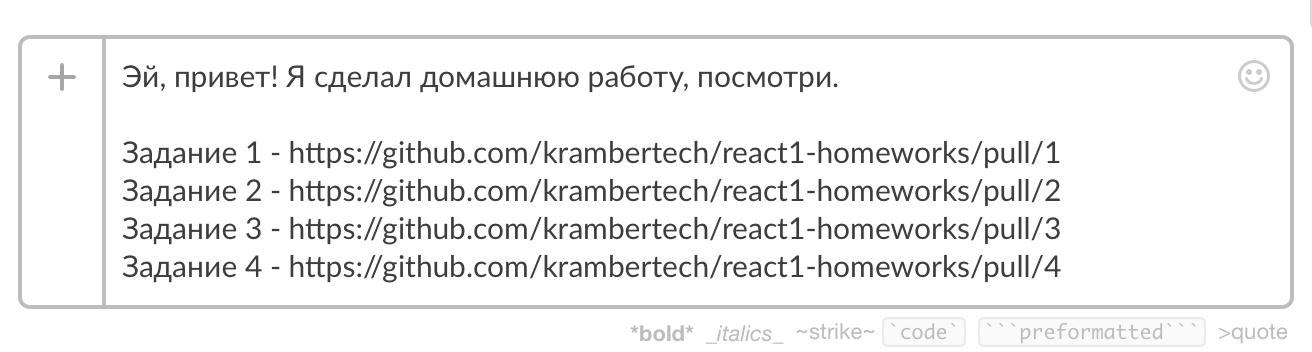 Эй, привет! Я сделал домашнюю работу, посмотри.
Задание 1 - https://github.com/krambertech/react1-homeworks/pull/1
Задание 2 - https://github.com/krambertech/react1-homeworks/pull/2
Задание 3 - https://github.com/krambertech/react1-homeworks/pull/3
Задание 4 - https://github.com/krambertech/react1-homeworks/pull/4
*bold* _italics_ ~strike~ `code` ```preformatted``` >quote